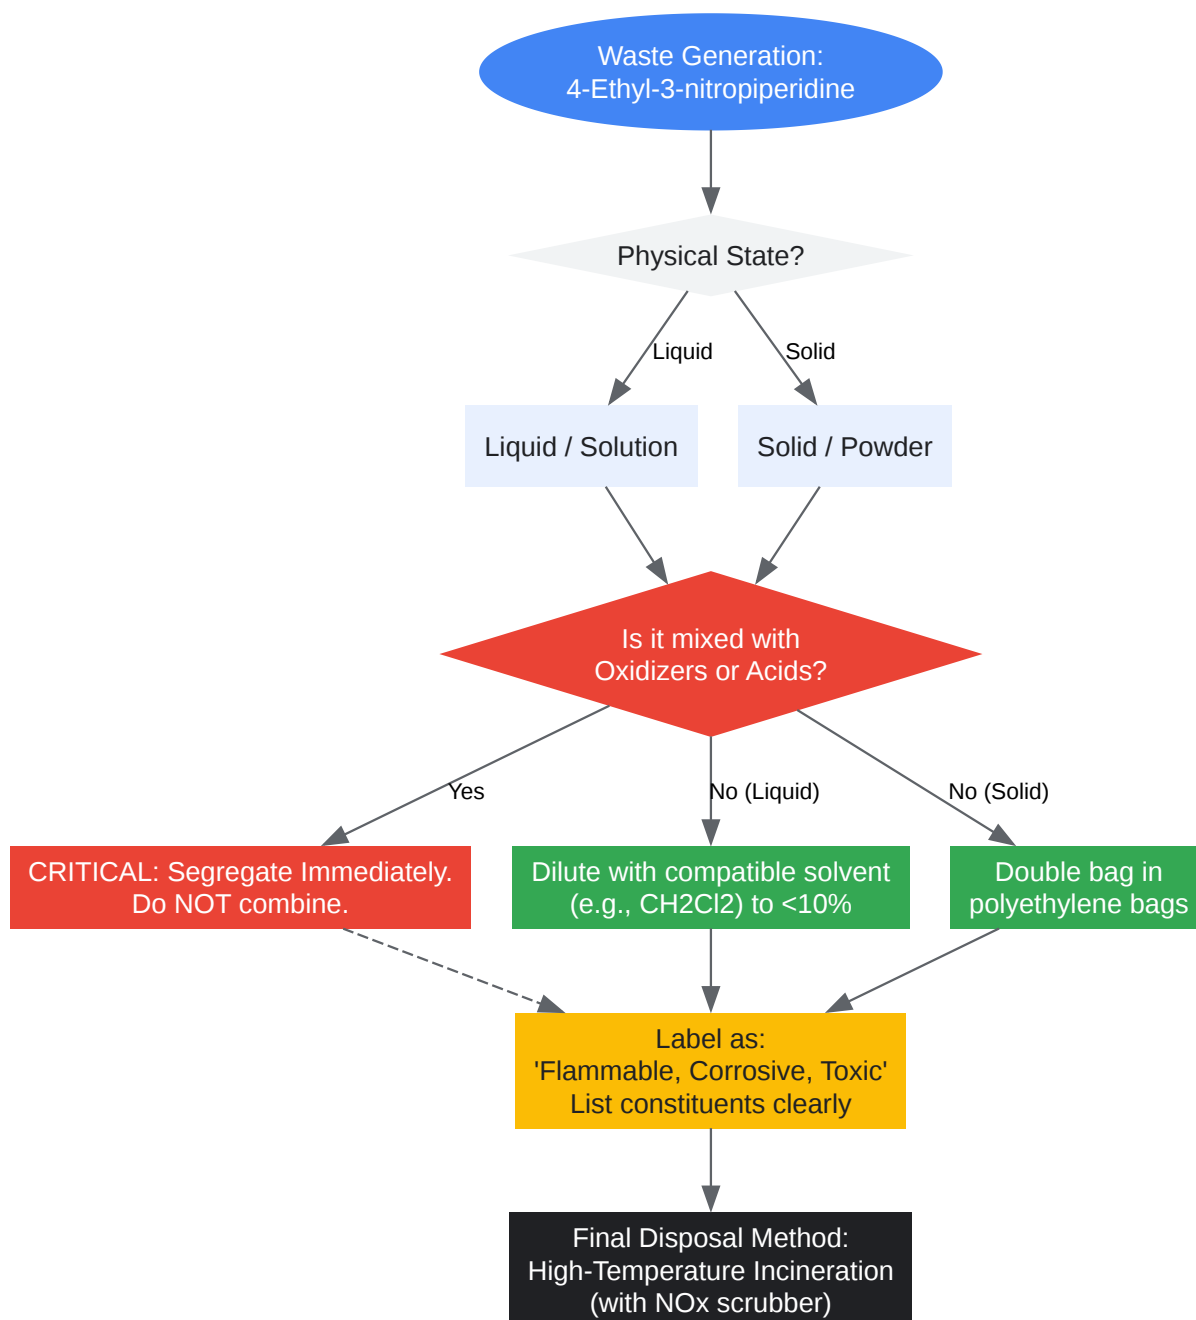 Waste Generation:
4-Ethyl-3-nitropiperidine
Physical State?
Liquid
Solid
Liquid / Solution
Solid / Powder
Is it mixed with
Oxidizers or Acids?
Yes
No (Liquid)
No (Solid)
CRITICAL: Segregate Immediately.
Do NOT combine.
Dilute with compatible solvent
(e.g., CH2Cl2) to <10%
Double bag in
polyethylene bags
Label as:
'Flammable, Corrosive, Toxic'
List constituents clearly
Final Disposal Method:
High-Temperature Incineration
(with NOx scrubber)